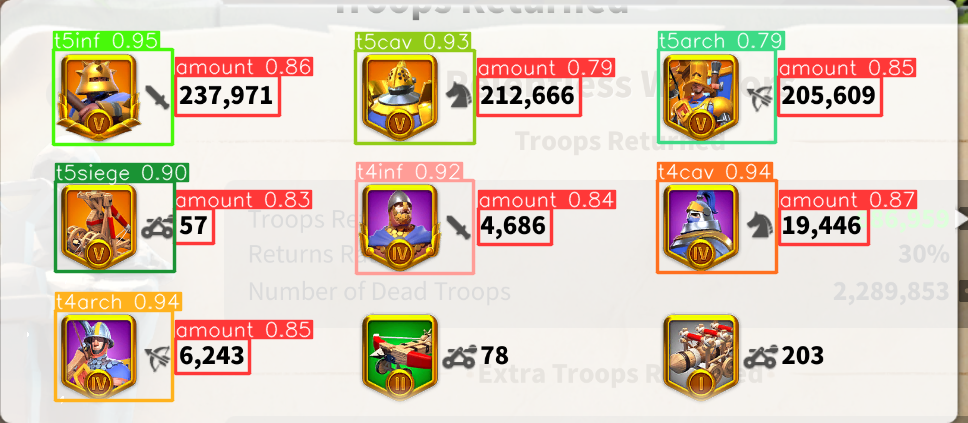 Troops Returned
t5inf 0.95
amount 0.86
237,971
V
t5cav 0.93
amount 0.79
212,666
V
t5arch 0.79
amount 0.85
205,609
V
Troops Returned
t5siege 0.90
amount 0.83
57
V
t4inf 0.92
amount 0.84
4,686
IV
t4cav 0.94
amount 0.87
19,446
IV
Troops
Returns
30%
Number of Dead Troops
2,289,853
t4arch 0.94
amount 0.85
6,243
IV
78
II
203
I
Extra Troops